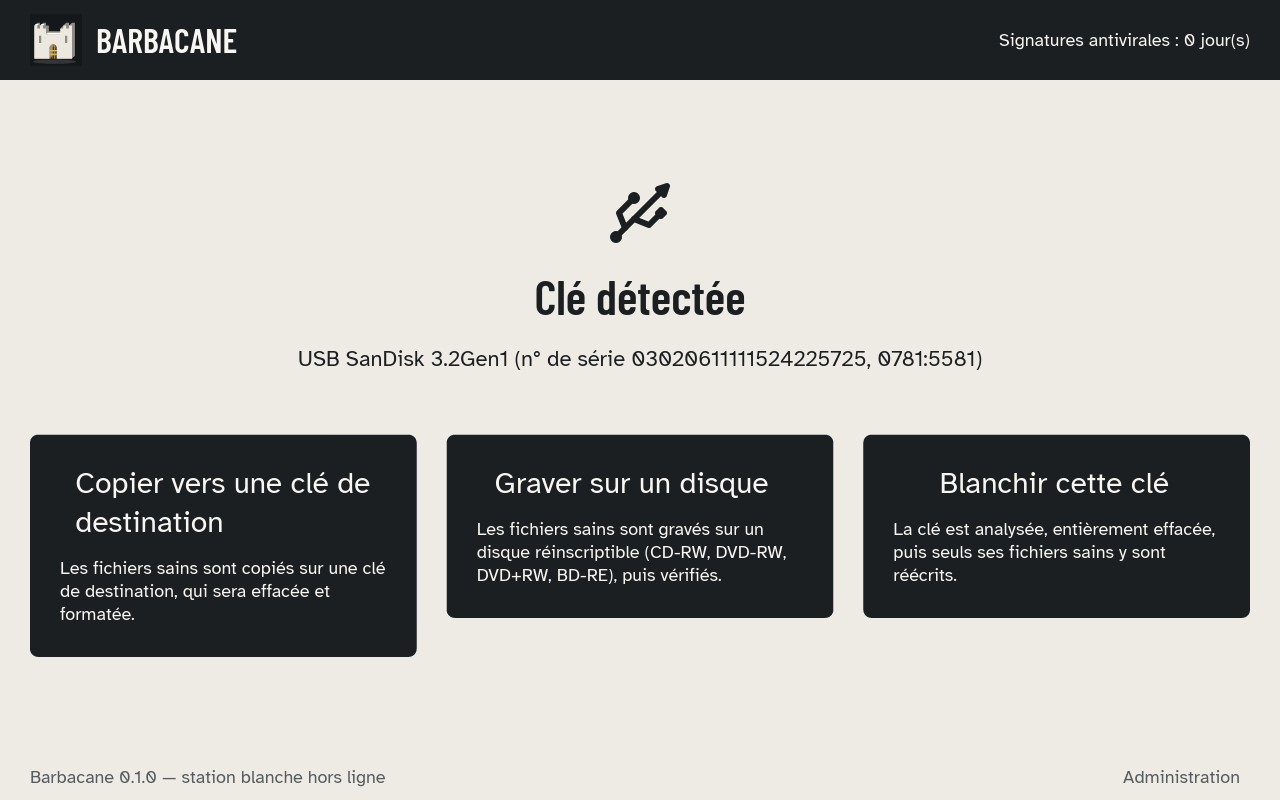 BARBACANE
Signatures antivirales : 0 jour(s)
Clé détectée
USB SanDisk 3.2Gen1 (n° de série 03020611111524225725, 0781:5581)
Copier vers une clé de
destination
Les fichiers sains sont copiés sur une clé
de destination, qui sera effacée et
formatée.
Graver sur un disque
Les fichiers sains sont gravés sur un
disque réinscriptible (CD-RW, DVD-RW,
DVD+RW, BD-RE), puis vérifiés.
Blanchir cette clé
La clé est analysée, entièrement effacée,
puis seuls ses fichiers sains y sont
réécrits.
Barbacane 0.1.0 — station blanche hors ligne
Administration